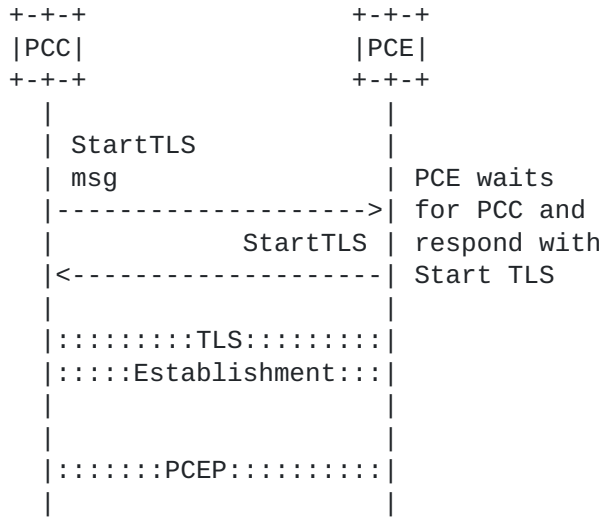 +-+-+                 +-+-+
|PCC|                 |PCE|
+-+-+                 +-+-+
  |                     |
  | StartTLS            |
  | msg                 | PCE waits
  |-------------------->| for PCC and
  |            StartTLS | respond with
  |<--------------------| Start TLS
  |                     |
  |:::::::::TLS:::::::::|
  |:::::Establishment:::|
  |                     |
  |                     |
  |:::::::PCEP::::::::::|
  |                     |